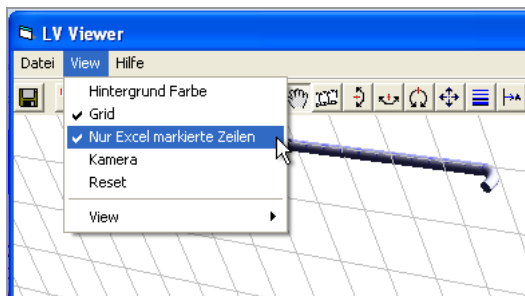 LV Viewer
Datei View Hilfe
Hintergrund Farbe
Grid
Nur Excel markierte Zeilen
Kamera
Reset
View
A